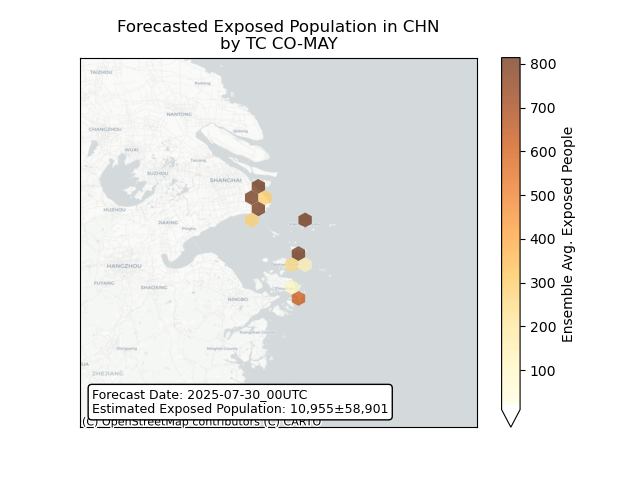 Forecasted Exposed Population in CHN
by TC CO-MAY
TAIZHOU
NANTONG
CHANGZHOU
WUXI
SUZHOU
SHANGHAI
HUZHOU
JIAXING
HANGZHOU
FUYANG
SHAOXING
NINGBO
ZHEJIANG
Forecast Date: 2025-07-30_00UTC
Estimated Exposed Population: 10,955±58,901
(C) OpenStreetMap contributors (C) CARTO
800
700
600
500
400
300
200
100
Ensemble Avg. Exposed People